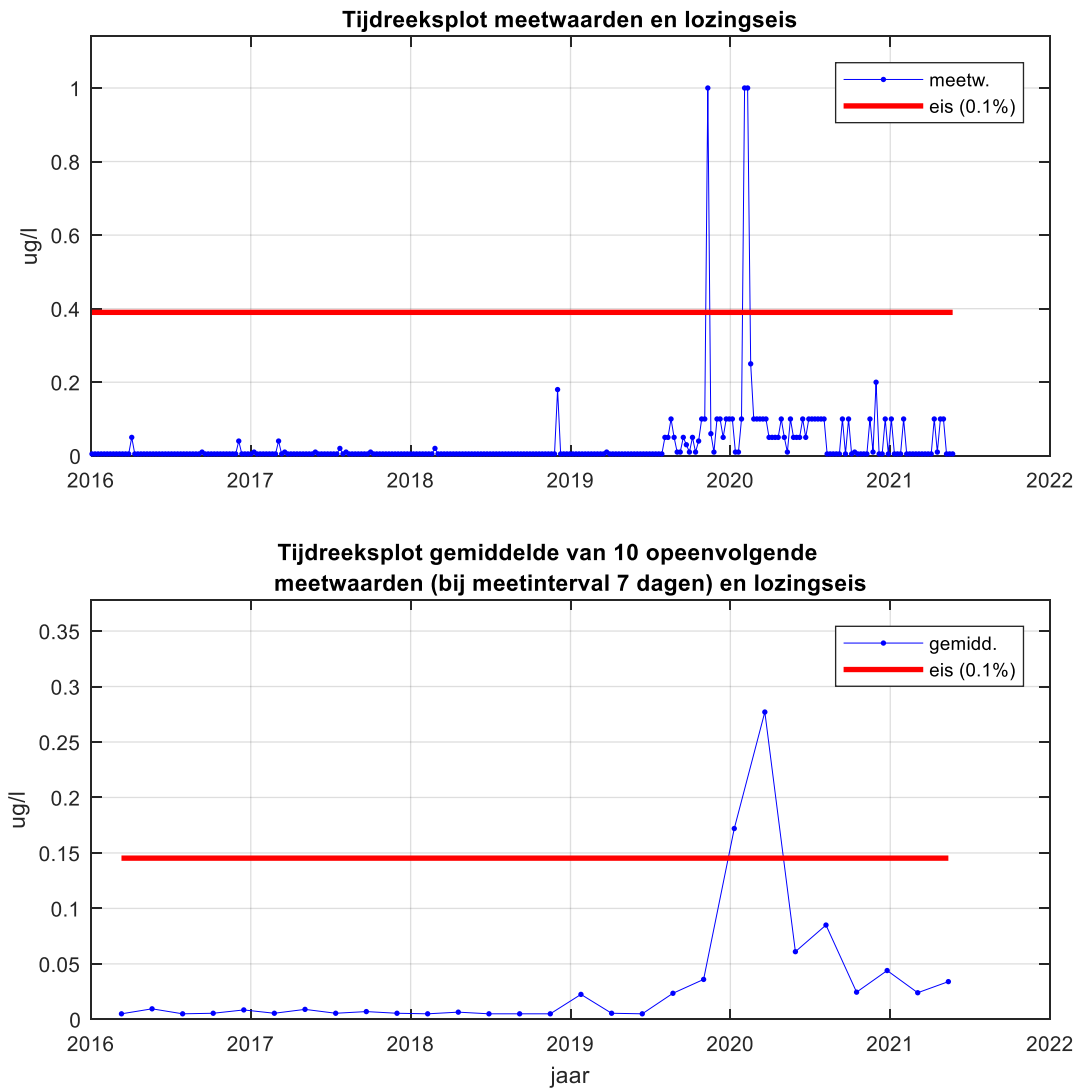 Tijdreeksplot meetwaarden en lozingseis
1
0.8
0.6
0.4
0.2
0
ug/l
meetw.
eis (0.1%)
2016 2017 2018 2019 2020 2021 2022
Tijdreeksplot gemiddelde van 10 opeenvolgende
meetwaarden (bij meetinterval 7 dagen) en lozingseis
0.35
0.3
0.25
0.2
0.15
0.1
0.05
0
ug/l
gemidd.
eis (0.1%)
2016 2017 2018 2019 2020 2021 2022
jaar